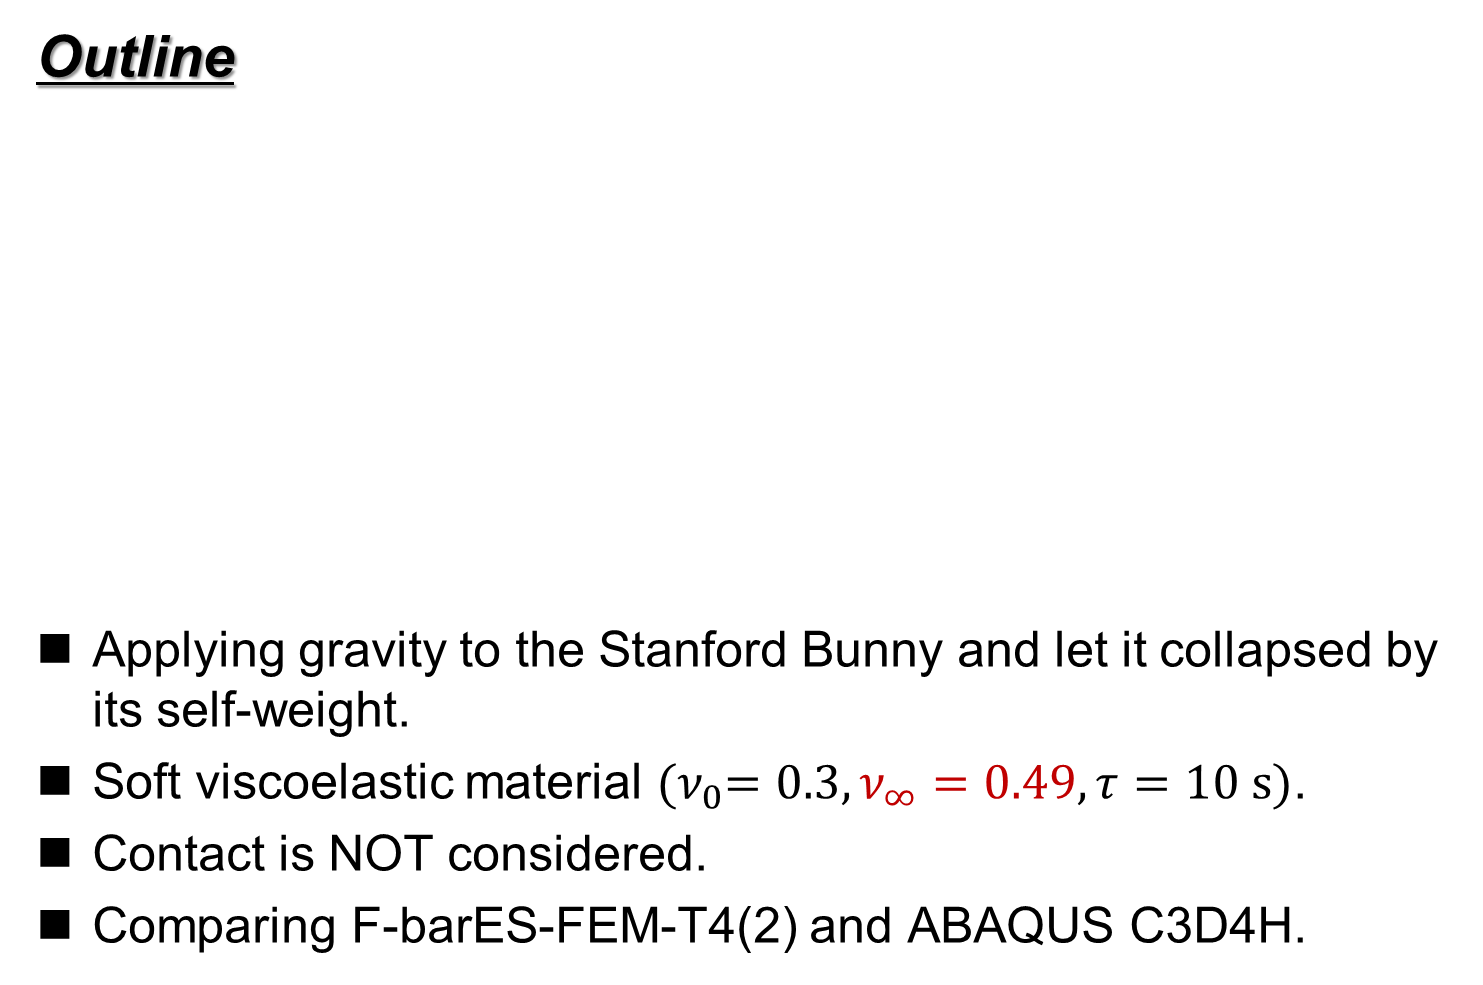 Outline
■ Applying gravity to the Stanford Bunny and let it collapsed by
its self-weight.
■ Soft viscoelastic material (ν₀= 0.3, ν∞ = 0.49, τ = 10 s).
■ Contact is NOT considered.
■ Comparing F-barES-FEM-T4(2) and ABAQUS C3D4H.